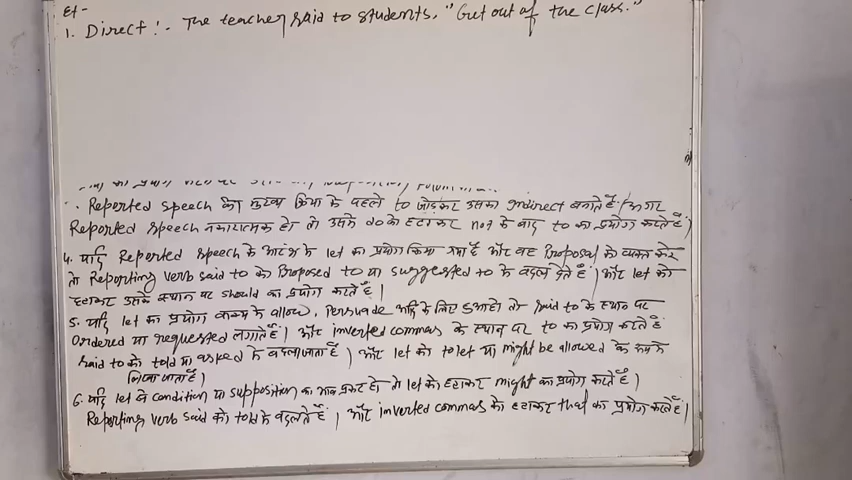 Ex-
1. Direct :- The teacher said to students, "Get out of the class."
Reported speech की मुख्य क्रिया के पहले to जोड़कर उसका Indirect बनाते हैं। अगर
Reported speech नकारात्मक हो तो उसके do को हटाकर not के बाद to का प्रयोग करते हैं।
4. यदि Reported speech के आरंभ में let का प्रयोग किया गया है और वह Proposal को व्यक्त करे
तो Reporting verb said to को Proposed to या suggested to में बदल देते हैं। और let को
हटाकर उसके स्थान पर should का प्रयोग करते हैं।
5. यदि let का प्रयोग वाक्य में allow, Persuade आदि के लिए हुआ हो तो said to के स्थान पर
Ordered या requested लगाते हैं। और inverted commas के स्थान पर to का प्रयोग करते हैं
said to को told या asked में बदला जाता है। और let को to let या might be allowed के रूप में
लिखा जाता है।
6. यदि let से condition या supposition का भाव प्रकट हो तो let को हटाकर might का प्रयोग करते हैं।
Reporting verb said को told में बदलते हैं। और inverted commas को हटाकर that का प्रयोग करते हैं।